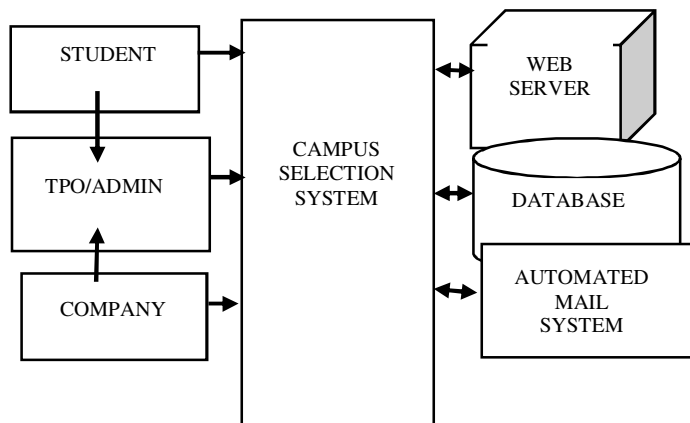 STUDENT
TPO/ADMIN
COMPANY
CAMPUS
SELECTION
SYSTEM
WEB
SERVER
DATABASE
AUTOMATED
MAIL
SYSTEM